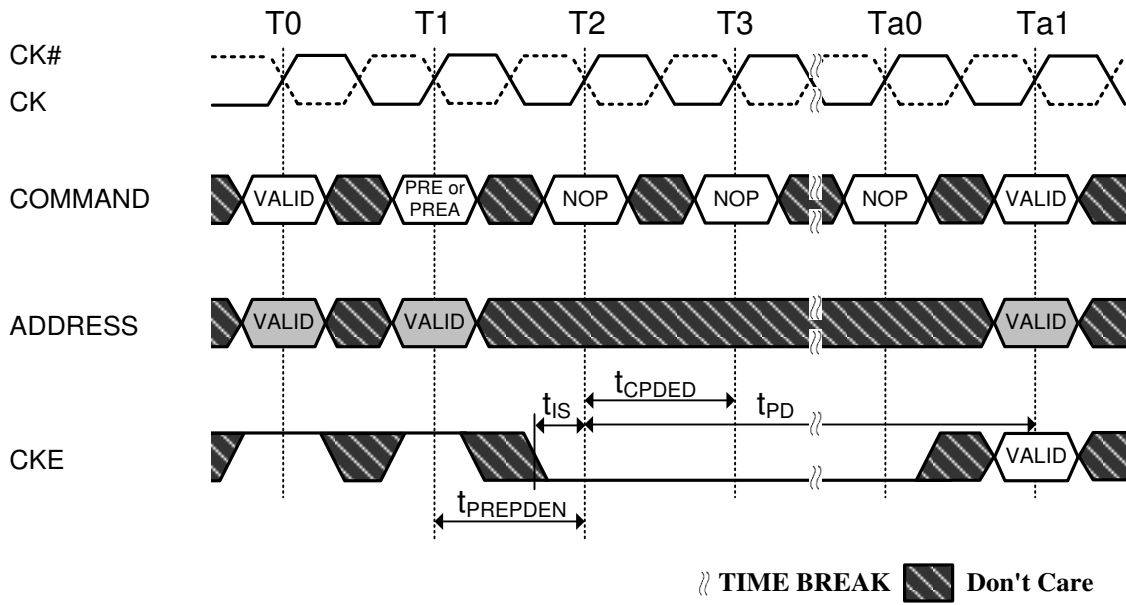 T0 T1 T2 T3 Ta0 Ta1
CK#
CK
COMMAND VALID PRE or PREA NOP NOP NOP VALID
ADDRESS VALID VALID VALID
tCPDED
tIS tPD
CKE VALID
tPREPDEN
TIME BREAK Don't Care